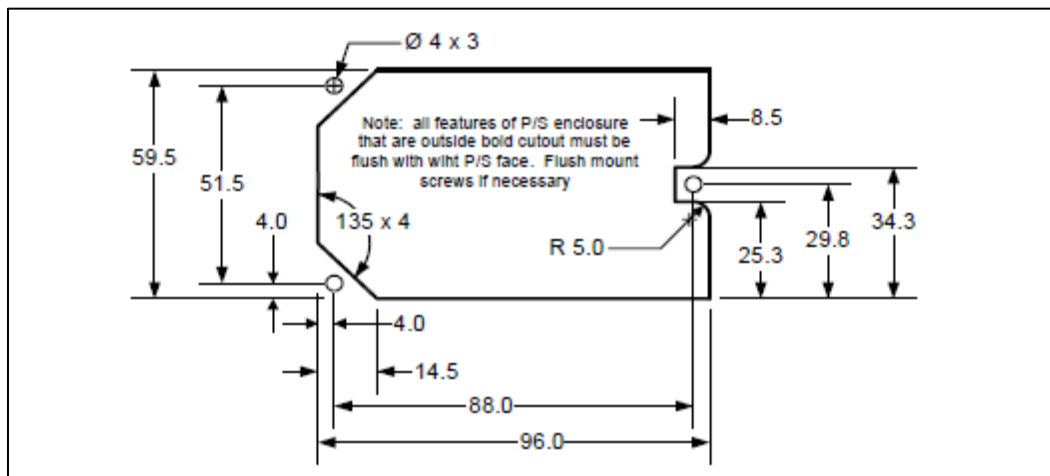 Ø 4 x 3
Note: all features of P/S enclosure
that are outside bold cutout must be
flush with wiht P/S face. Flush mount
screws if necessary
8.5
59.5
51.5
4.0
135 x 4
R 5.0
25.3
29.8
34.3
4.0
14.5
88.0
96.0